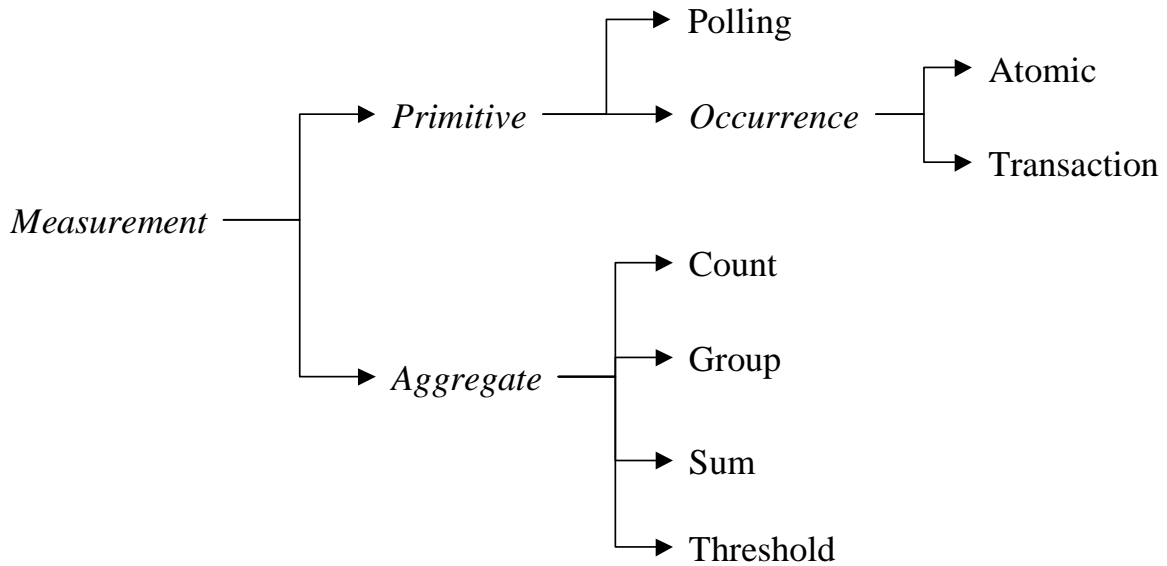 Polling
Atomic
Primitive
Occurrence
Transaction
Measurement
Count
Group
Aggregate
Sum
Threshold